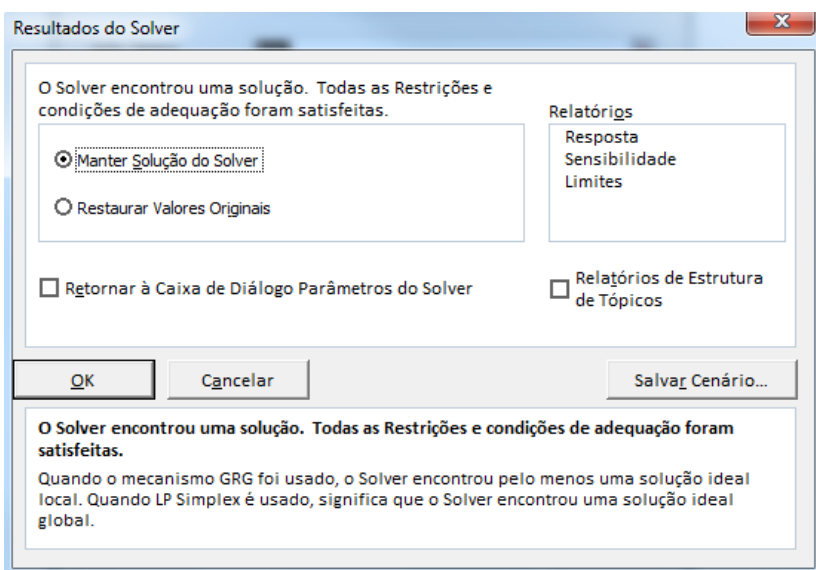 Resultados do Solver
O Solver encontrou uma solução. Todas as Restrições e
condições de adequação foram satisfeitas.
Manter Solução do Solver
Restaurar Valores Originais
Relatórios
Resposta
Sensibilidade
Limites
Retornar à Caixa de Diálogo Parâmetros do Solver
Relatórios de Estrutura
de Tópicos
OK
Cancelar
Salvar Cenário...
O Solver encontrou uma solução. Todas as Restrições e condições de adequação foram
satisfeitas.
Quando o mecanismo GRG foi usado, o Solver encontrou pelo menos uma solução ideal
local. Quando LP Simplex é usado, significa que o Solver encontrou uma solução ideal
global.